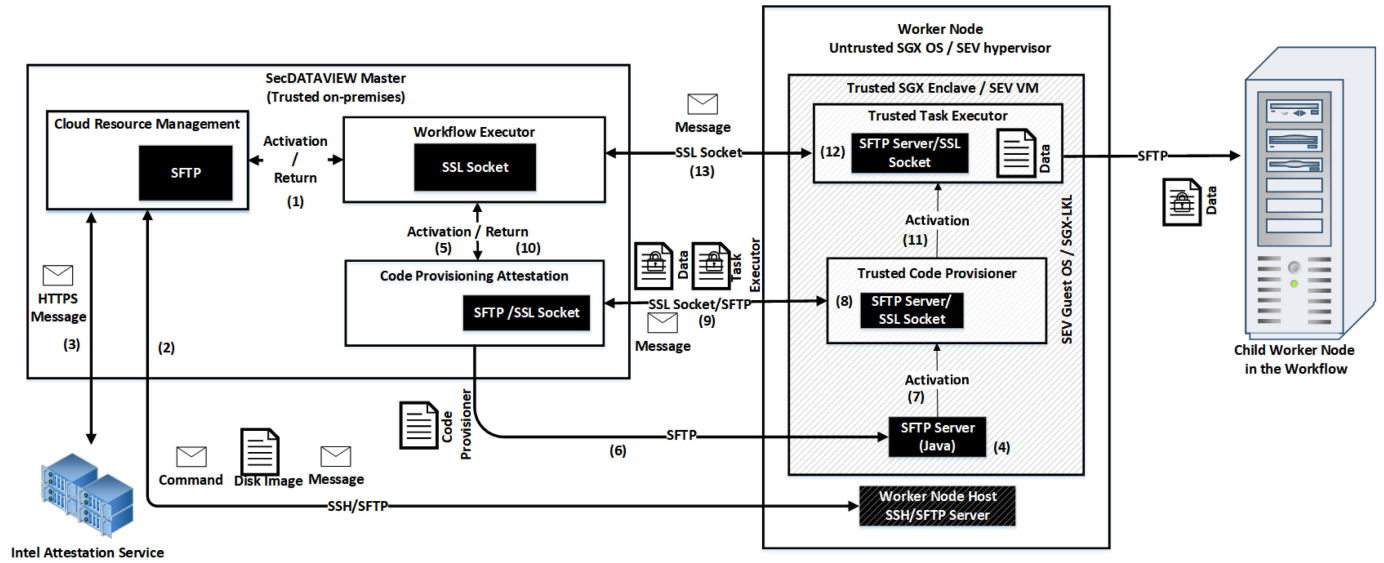 Worker Node
Untrusted SGX OS / SEV hypervisor
SecDATAVIEW Master
(Trusted on-premises)
Trusted SGX Enclave / SEV VM
Cloud Resource Management
SFTP
Activation
/
Return
(1)
Workflow Executor
SSL Socket
Message
SSL Socket
(13)
Trusted Task Executor
(12)
SFTP Server/SSL
Socket
Data
SFTP
Data
Activation / Return
(5)
(10)
Activation
(11)
SEV Guest OS / SGX-LKL
Code Provisioning Attestation
SFTP /SSL Socket
Data
Task
Executor
SSL Socket/SFTP
(9)
Message
Trusted Code Provisioner
(8)
SFTP Server/
SSL Socket
HTTPS
Message
(3)
(2)
Child Worker Node
in the Workflow
Activation
(7)
Code
Provisioner
SFTP
(6)
SFTP Server
(Java)
(4)
Command
Disk Image
Message
SSH/SFTP
Worker Node Host
SSH/SFTP Server
Intel Attestation Service